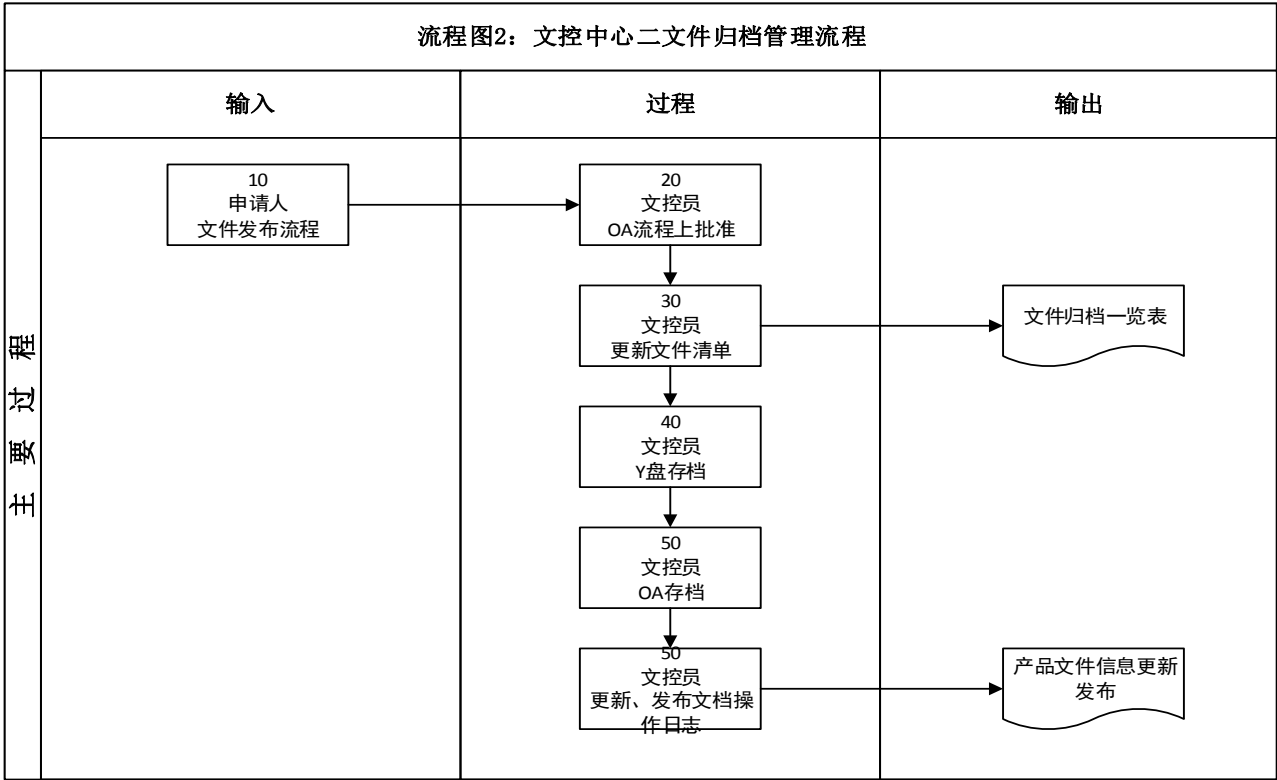 流程图2：文控中心二文件归档管理流程
输入
过程
输出
主要过程
10
申请人
文件发布流程
20
文控员
OA流程上批准
30
文控员
更新文件清单
文件归档一览表
40
文控员
Y盘存档
50
文控员
OA存档
50
文控员
更新、发布文档操
作日志
产品文件信息更新
发布